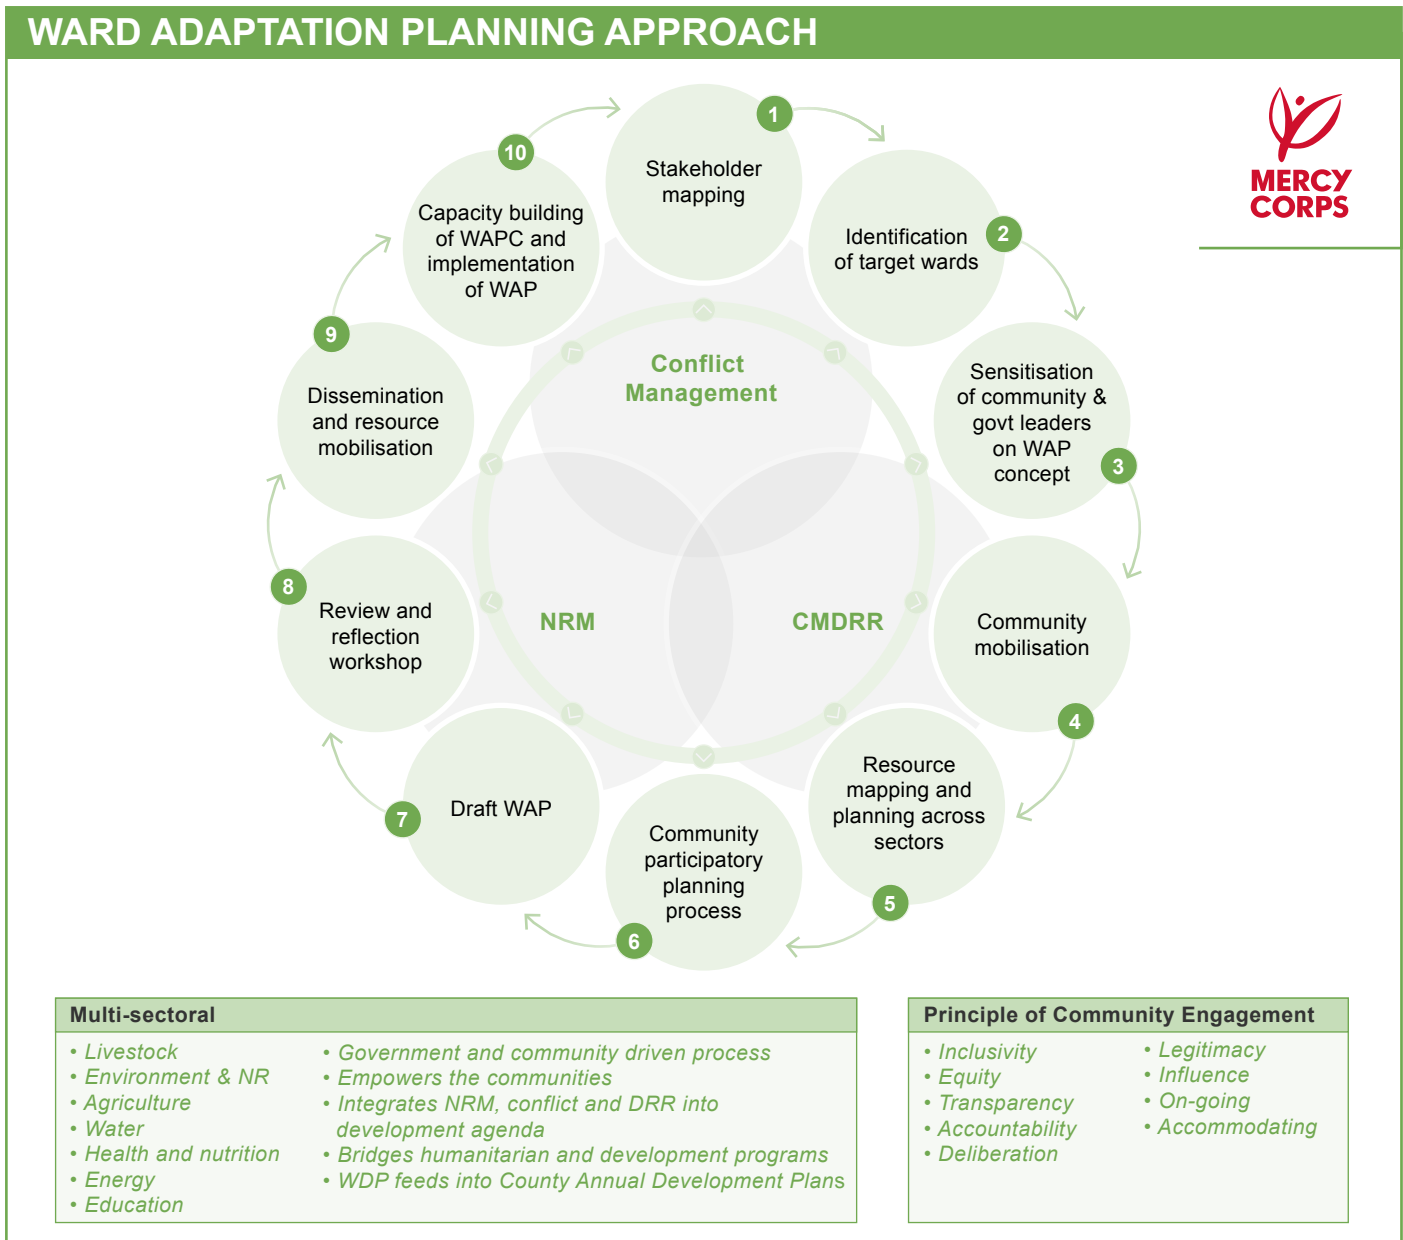 WARD ADAPTATION PLANNING APPROACH
MERCY
CORPS
1
Stakeholder
mapping
2
Identification
of target wards
3
Sensitisation
of community &
govt leaders
on WAP
concept
4
Community
mobilisation
5
Resource
mapping and
planning across
sectors
6
Community
participatory
planning
process
7
Draft WAP
8
Review and
reflection
workshop
9
Dissemination
and resource
mobilisation
10
Capacity building
of WAPC and
implementation
of WAP
Conflict
Management
NRM
CMDRR
Multi-sectoral
• Livestock
• Environment & NR
• Agriculture
• Water
• Health and nutrition
• Energy
• Education
• Government and community driven process
• Empowers the communities
• Integrates NRM, conflict and DRR into
development agenda
• Bridges humanitarian and development programs
• WDP feeds into County Annual Development Plans
Principle of Community Engagement
• Inclusivity
• Equity
• Transparency
• Accountability
• Deliberation
• Legitimacy
• Influence
• On-going
• Accommodating